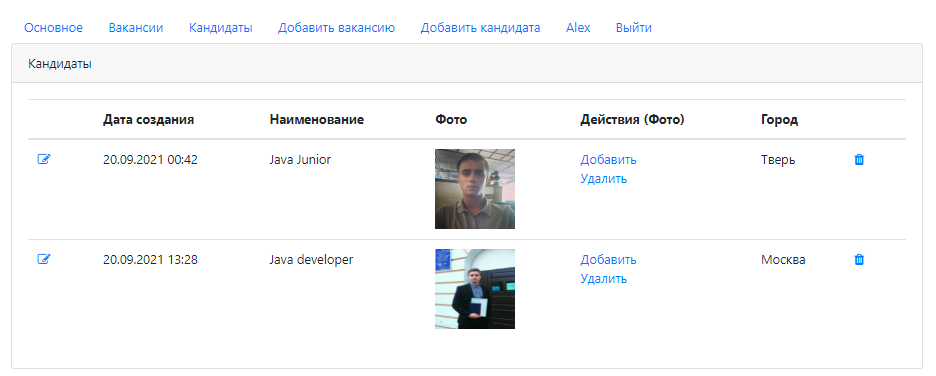 Основное Вакансии Кандидаты Добавить вакансию Добавить кандидата Alex Выйти
Кандидаты
Дата создания Наименование Фото Действия (Фото) Город
20.09.2021 00:42 Java Junior Добавить Тверь
Удалить
20.09.2021 13:28 Java developer Добавить Москва
Удалить